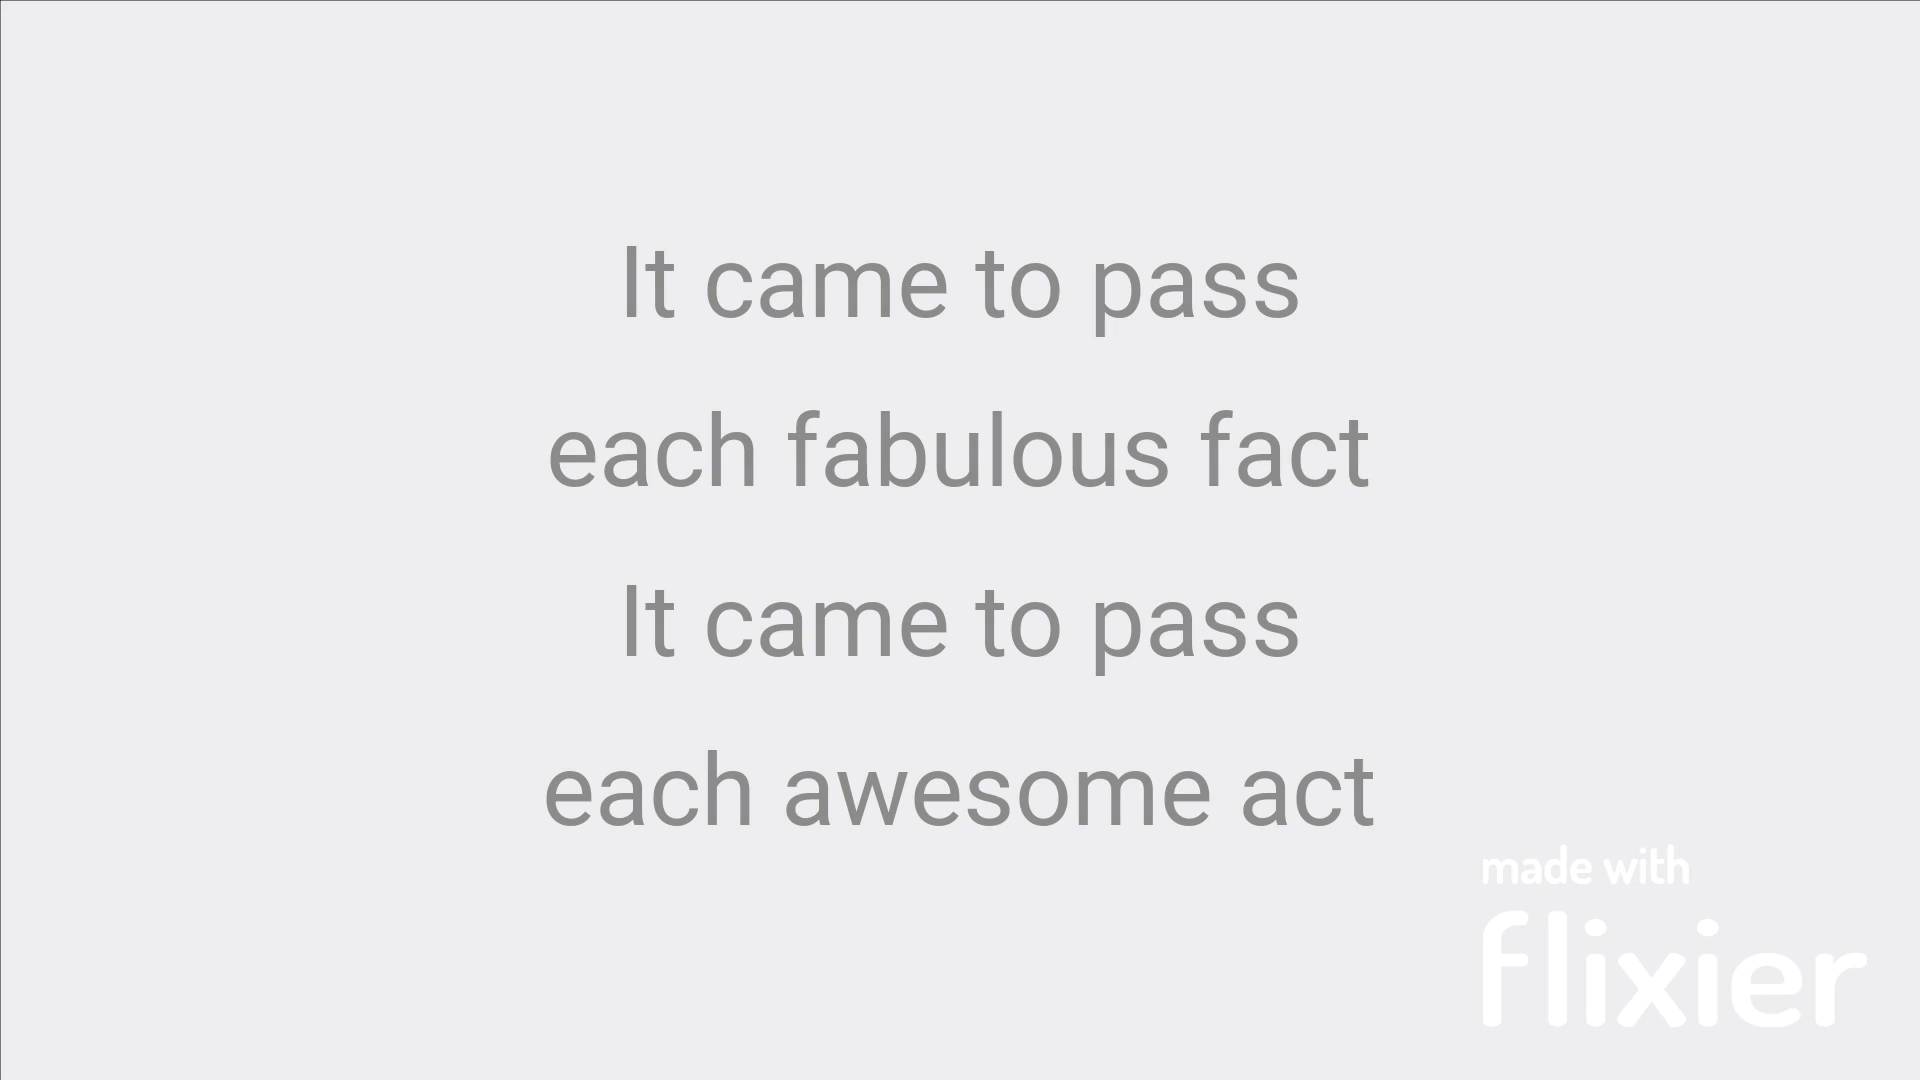 It came to pass
each fabulous fact
It came to pass
each awesome act
made with
flixier